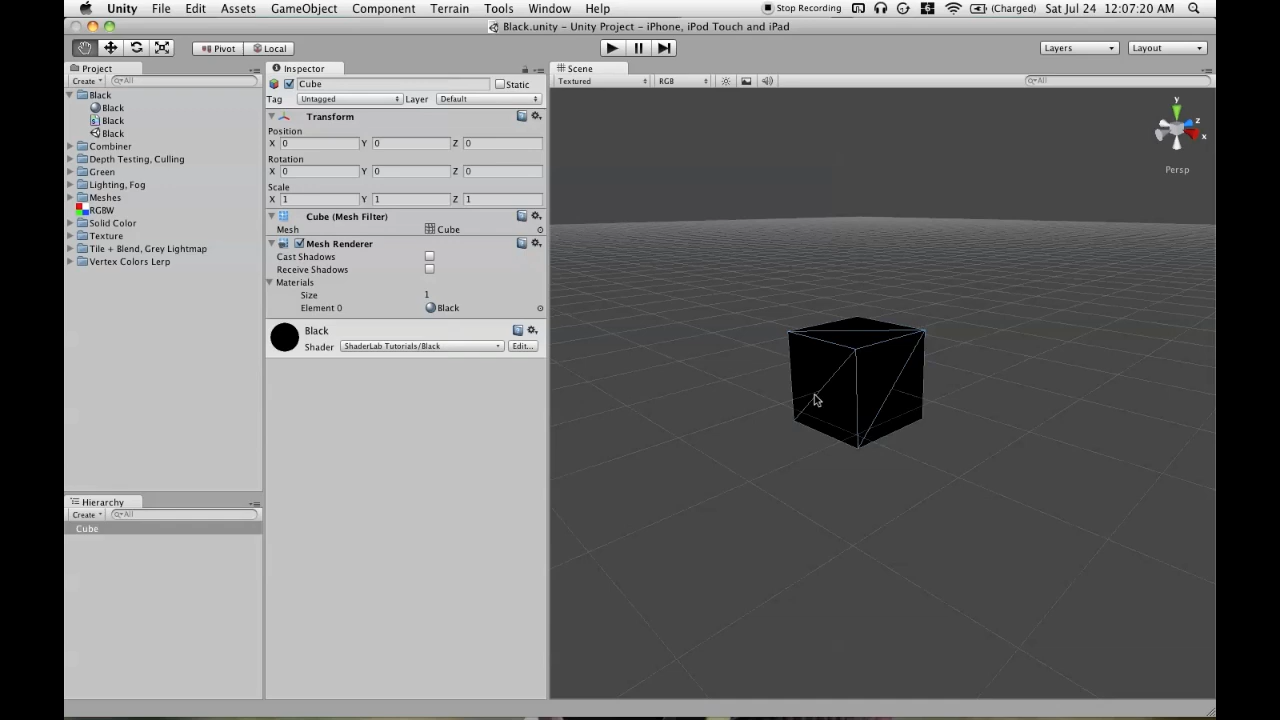 Unity File Edit Assets GameObject Component Terrain Tools Window Help Stop Recording 6 (Charged) Sat Jul 24 12:07:20 AM
Black.unity – Unity Project – iPhone, iPod Touch and iPad
Pivot Local Layers Layout
Project
Create All
Black
Black
Black
Black
Combiner
Depth Testing, Culling
Green
Lighting, Fog
Meshes
RGBW
Solid Color
Texture
Tile + Blend, Grey Lightmap
Vertex Colors Lerp
Hierarchy
Create All
Cube
Inspector
Cube Static
Tag Untagged Layer Default
Transform
Position
X 0 Y 0 Z 0
Rotation
X 0 Y 0 Z 0
Scale
X 1 Y 1 Z 1
Cube (Mesh Filter)
Mesh Cube
Mesh Renderer
Cast Shadows
Receive Shadows
Materials
Size 1
Element 0 Black
Black
Shader ShaderLab Tutorials/Black Edit...
Scene
Textured RGB All
y
z
x
Persp